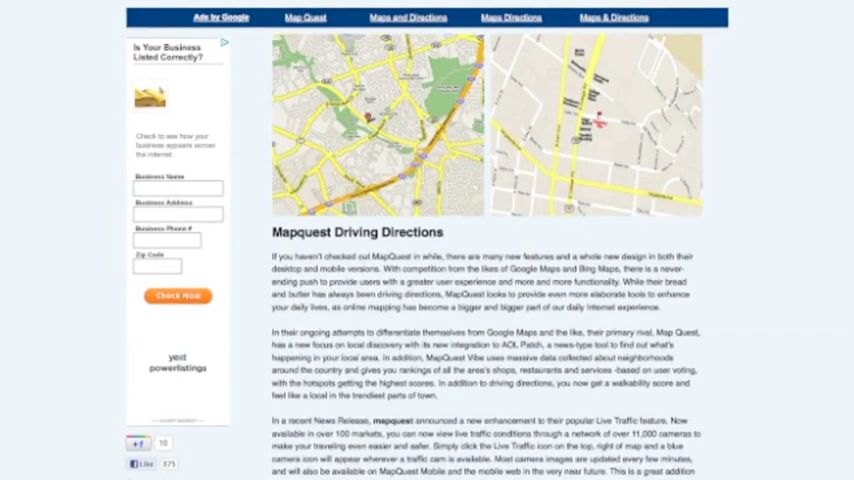 Ads by Google Map Quest Maps and Directions Maps Directions Maps & Directions
Is Your Business
Listed Correctly?
Check to see how your
business appears across
the internet
Business Name
Business Address
Business Phone #
Zip Code
Check Now
yext
powerlistings
+1 10
Like 375
Mapquest Driving Directions
If you haven't checked out MapQuest in while, there are many new features and a whole new design in both their
desktop and mobile versions. With competition from the likes of Google Maps and Bing Maps, there is a never-
ending push to provide users with a greater user experience and more and more functionality. While their bread
and butter has always been driving directions, MapQuest looks to provide even more elaborate tools to enhance
your daily lives, as online mapping has become a bigger and bigger part of our daily Internet experience.
In their ongoing attempts to differentiate themselves from Google Maps and the like, their primary rival, Map Quest,
has a new focus on local discovery with its new integration to AOL Patch, a news-type tool to find out what's
happening in your local area. In addition, MapQuest Vibe uses massive data collected about neighborhoods
around the country and gives you rankings of all the area's shops, restaurants and services -based on user voting,
with the hotspots getting the highest scores. In addition to driving directions, you now get a walkability score and
feel like a local in the trendiest parts of town.
In a recent News Release, mapquest announced a new enhancement to their popular Live Traffic feature. Now
available in over 100 markets, you can now view live traffic conditions through a network of over 11,000 cameras to
make your traveling even easier and safer. Simply click the Live Traffic icon on the top, right of map and a blue
camera icon will appear wherever a traffic cam is available. Most camera images are updated every few minutes,
and will also be available on MapQuest Mobile and the mobile web in the very near future. This is a great addition